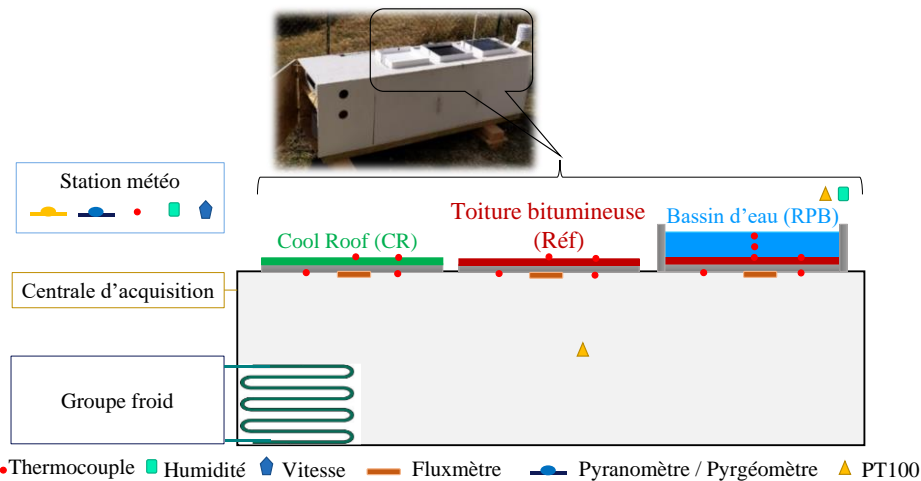 Station météo
Toiture bitumineuse
(Réf)
Bassin d'eau (RPB)
Cool Roof (CR)
Centrale d'acquisition
Groupe froid
Thermocouple
Humidité
Vitesse
Fluxmètre
Pyranomètre / Pyrgéomètre
PT100